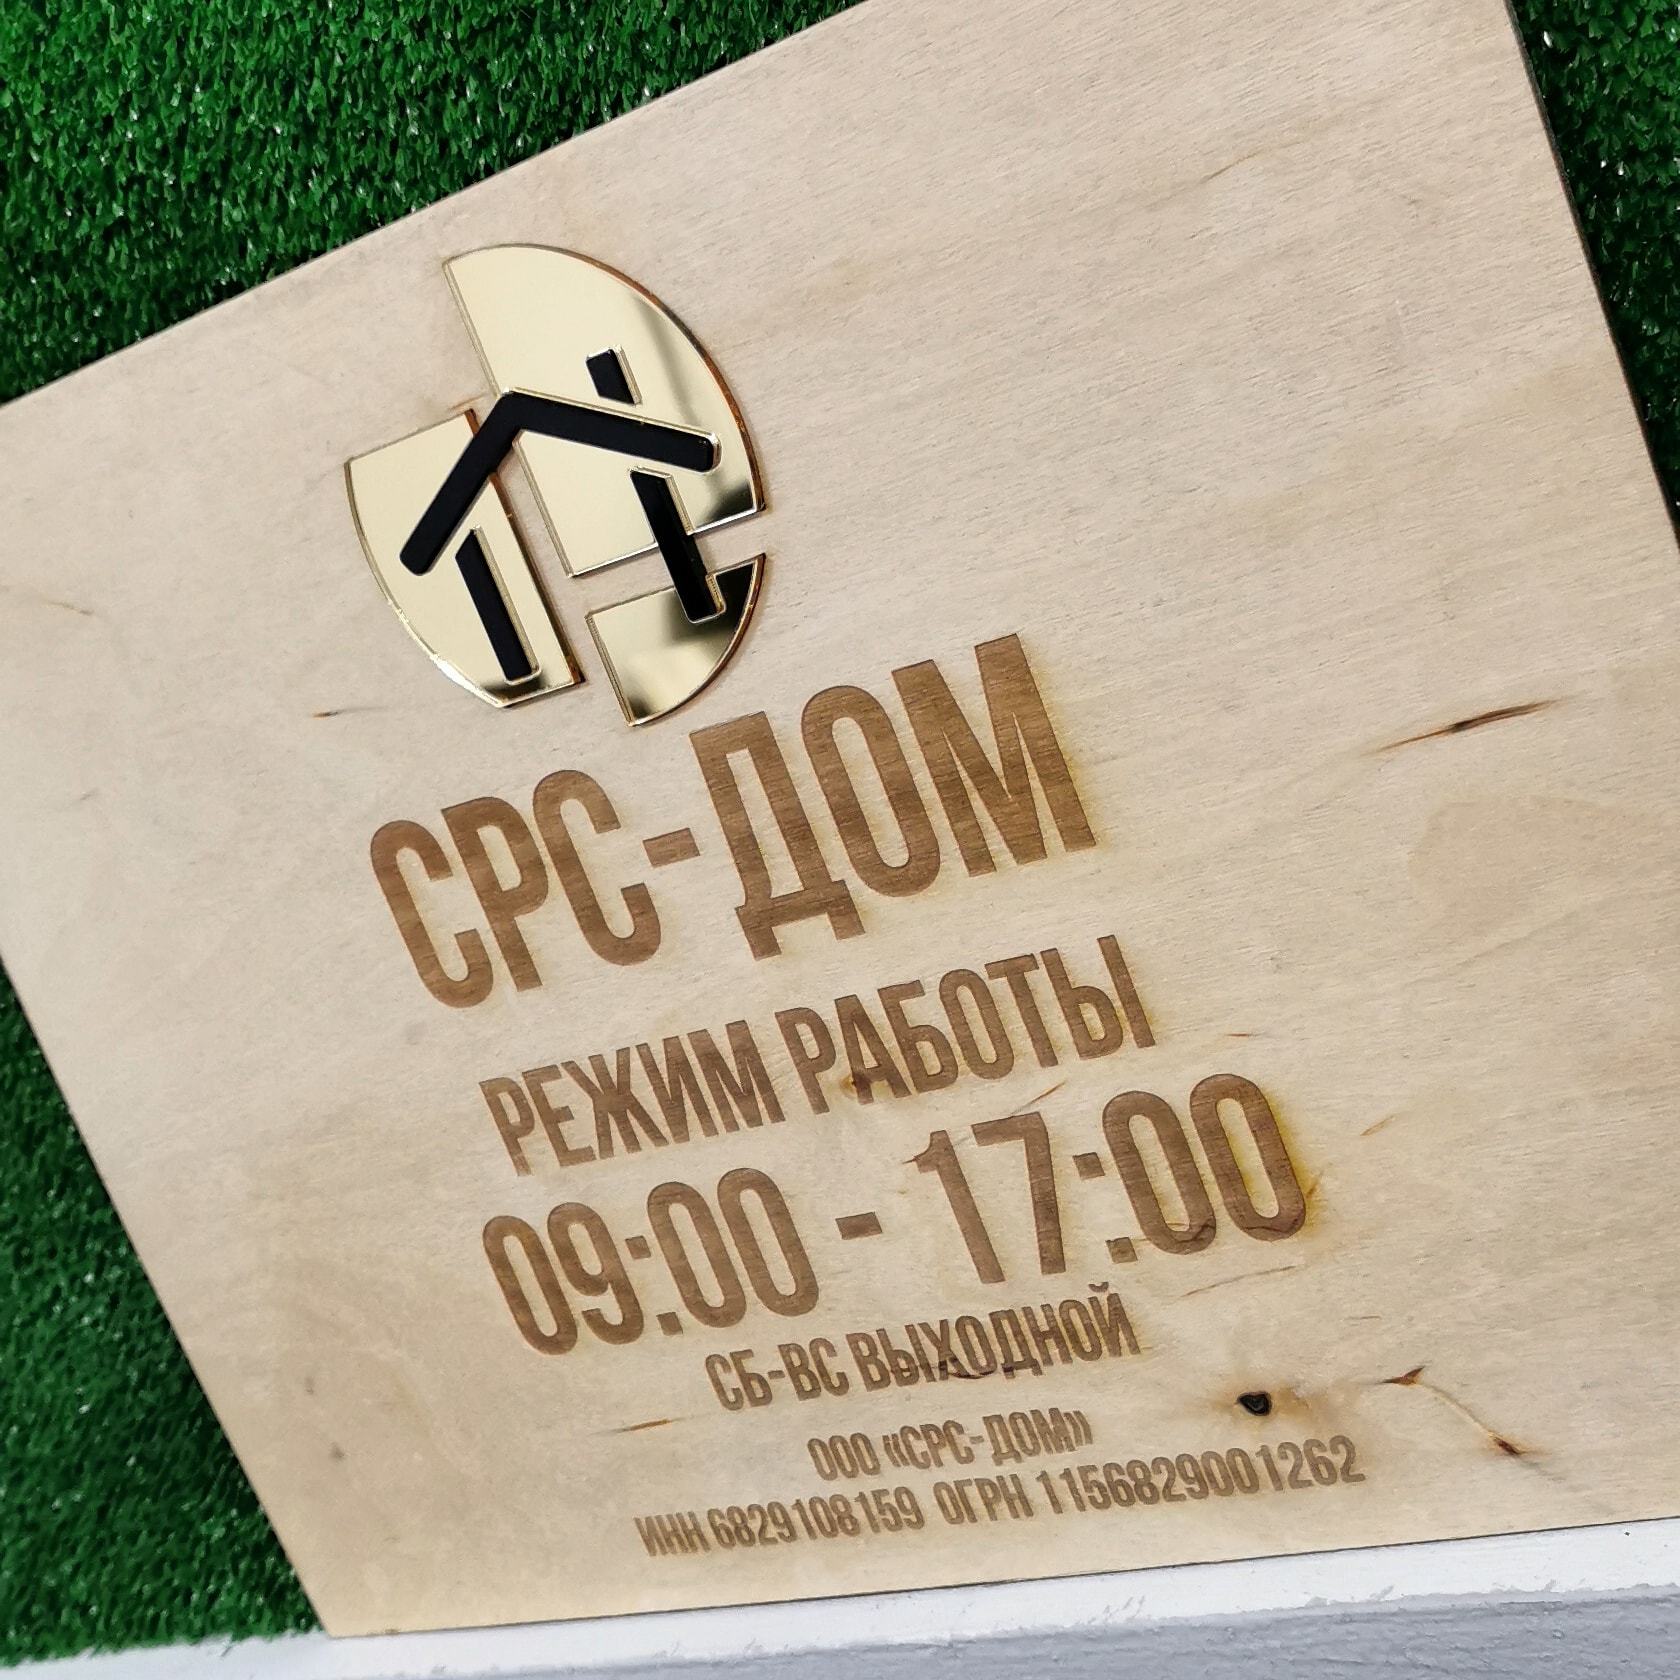 СРС-ДОМ
РЕЖИМ РАБОТЫ
09:00 - 17:00
СБ-ВС ВЫХОДНОЙ
ООО «СРС-ДОМ»
ИНН 6829108159 ОГРН 1156829001262